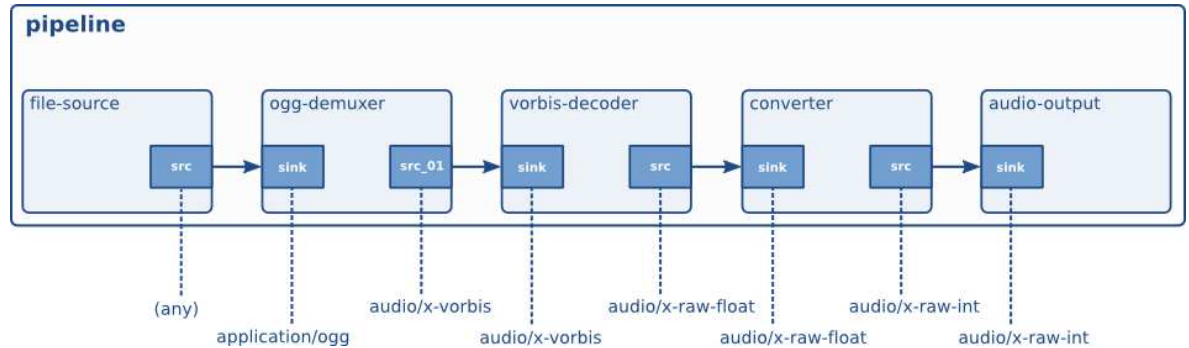 pipeline
file-source
ogg-demuxer
vorbis-decoder
converter
audio-output
src
sink
src_01
sink
src
sink
src
sink
(any)
application/ogg
audio/x-vorbis
audio/x-vorbis
audio/x-raw-float
audio/x-raw-float
audio/x-raw-int
audio/x-raw-int